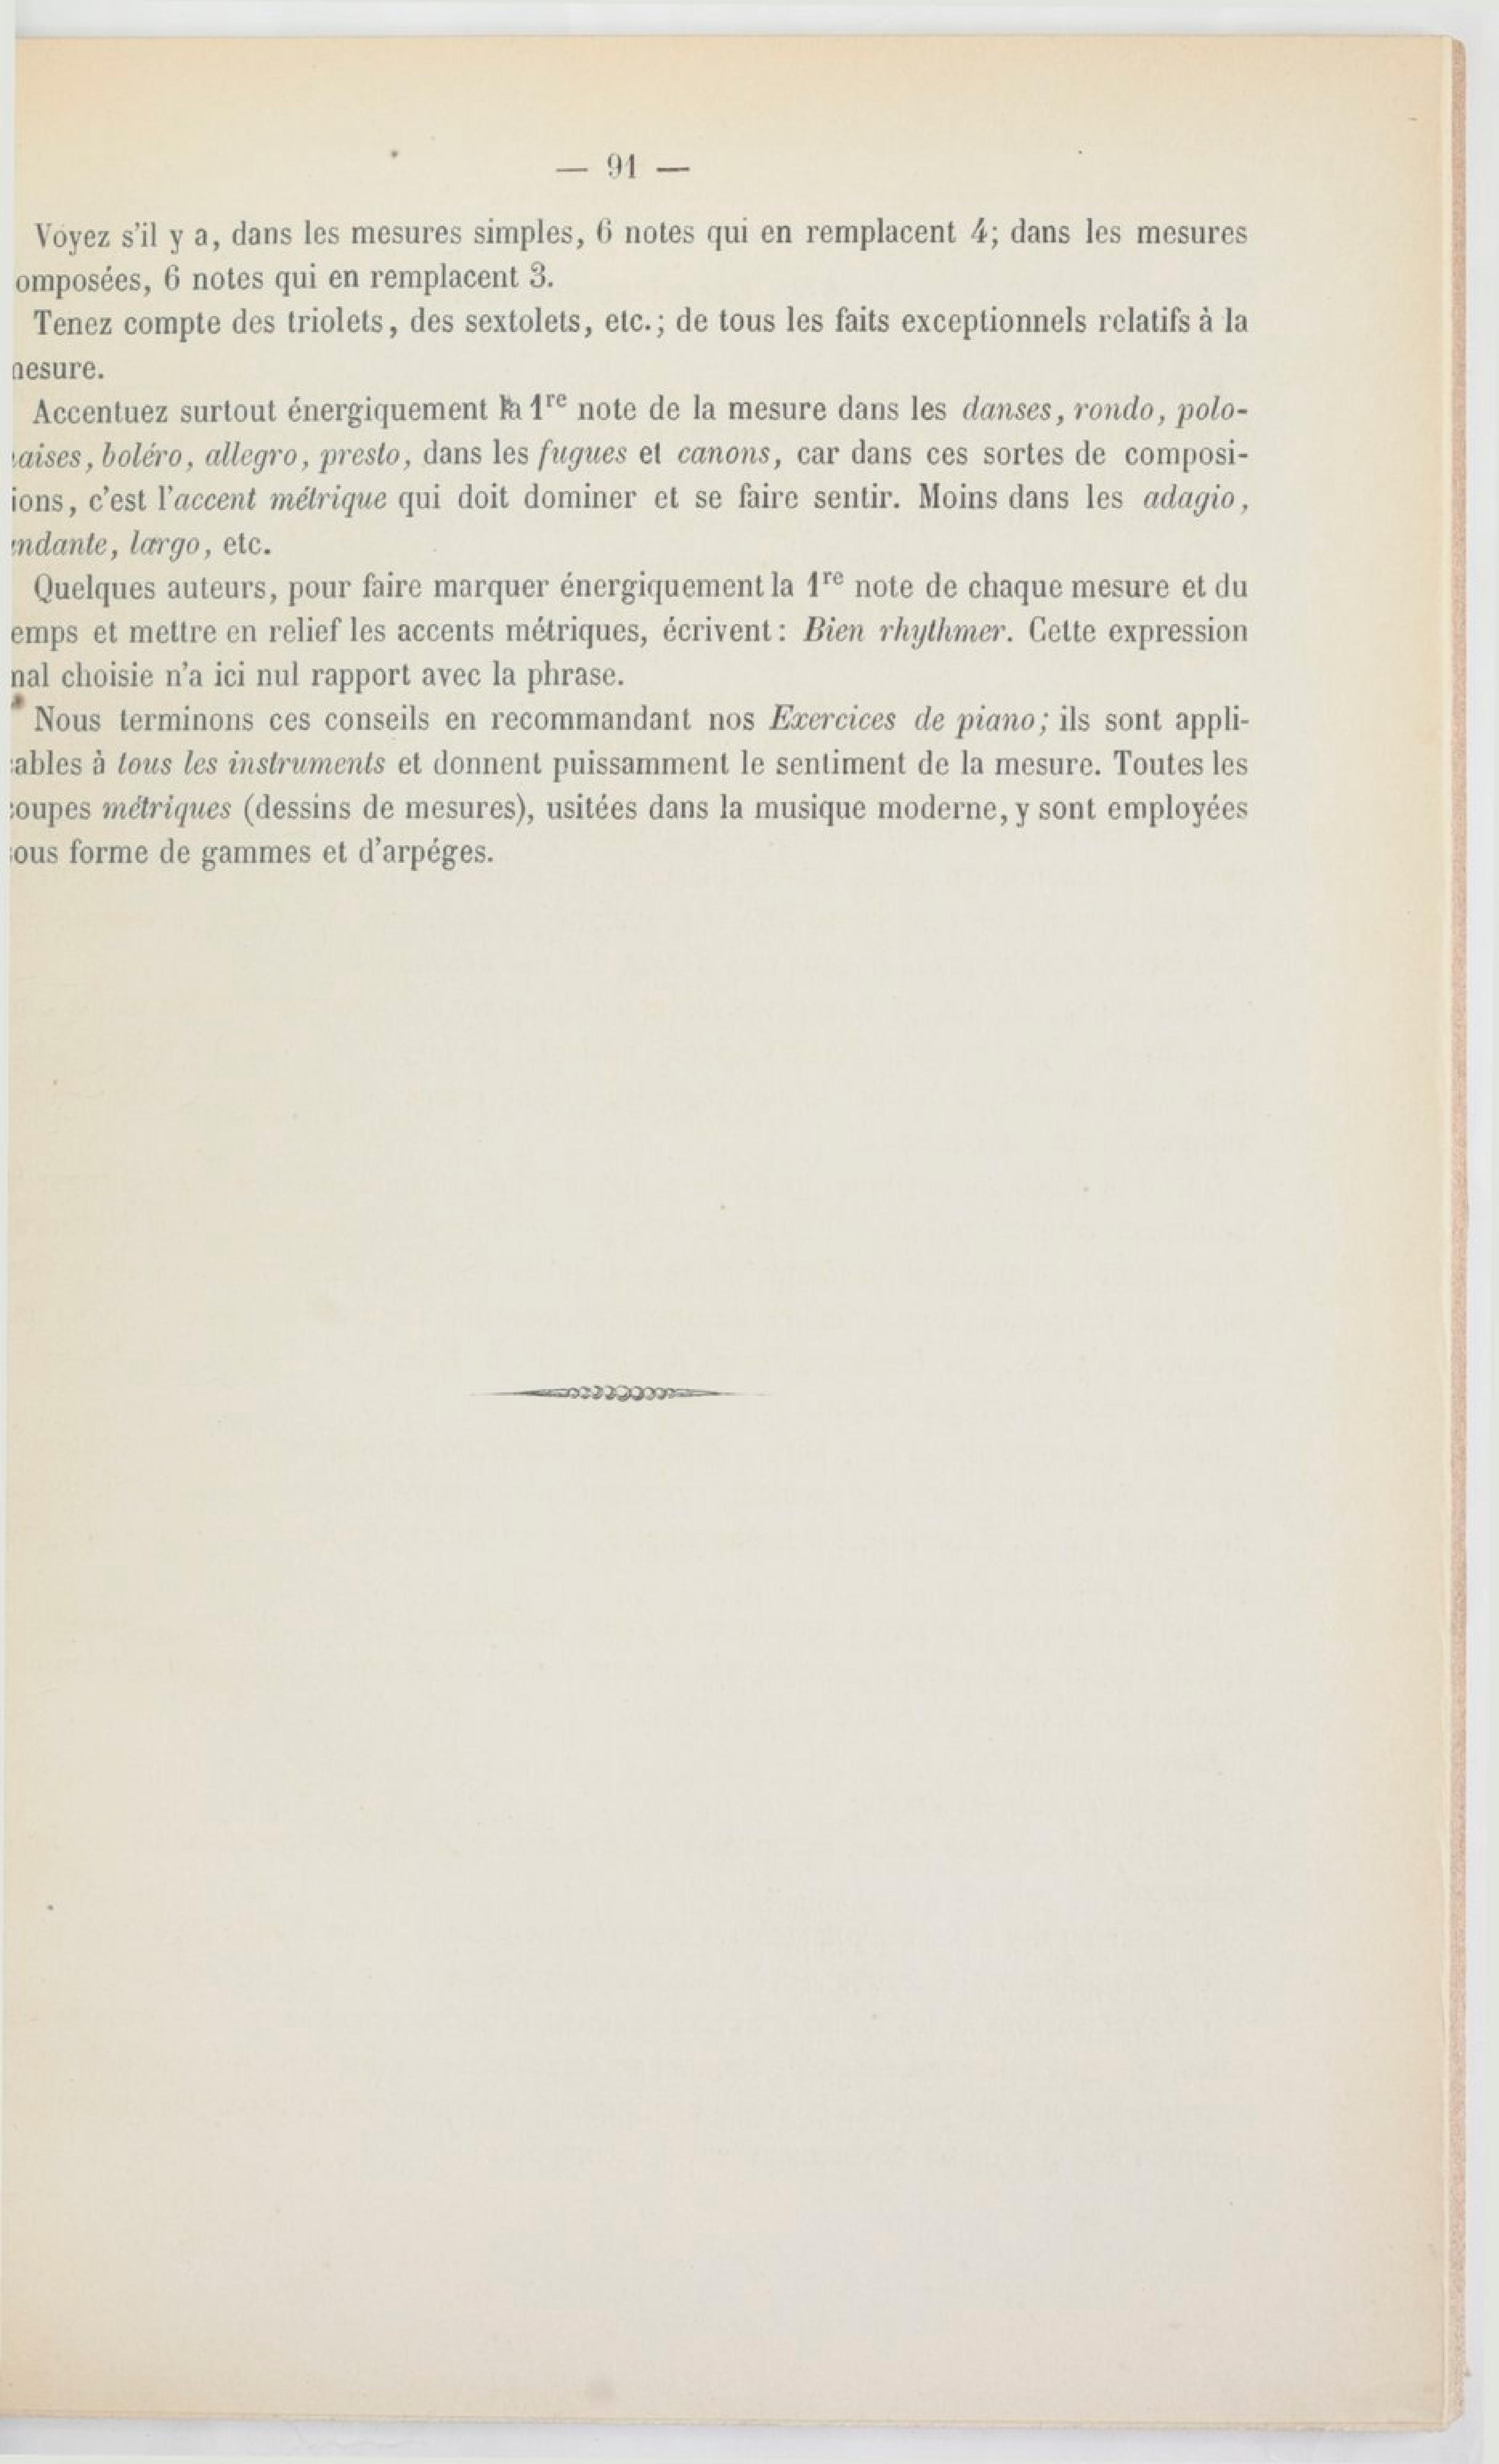 — 91 —
Voyez s'il y a, dans les mesures simples, 6 notes qui en remplacent 4; dans les mesures
omposées, 6 notes qui en remplacent 3.
Tenez compte des triolets, des sextolets, etc.; de tous les faits exceptionnels relatifs à la
nesure.
Accentuez surtout énergiquement la 1re note de la mesure dans les danses, rondo, polo-
aises, boléro, allegro, presto, dans les fugues et canons, car dans ces sortes de composi-
ions, c'est l'accent métrique qui doit dominer et se faire sentir. Moins dans les adagio,
ndante, largo, etc.
Quelques auteurs, pour faire marquer énergiquement la 1re note de chaque mesure et du
emps et mettre en relief les accents métriques, écrivent : Bien rhythmer. Cette expression
nal choisie n'a ici nul rapport avec la phrase.
Nous terminons ces conseils en recommandant nos Exercices de piano; ils sont appli-
ables à tous les instruments et donnent puissamment le sentiment de la mesure. Toutes les
oupes métriques (dessins de mesures), usitées dans la musique moderne, y sont employées
ous forme de gammes et d'arpéges.